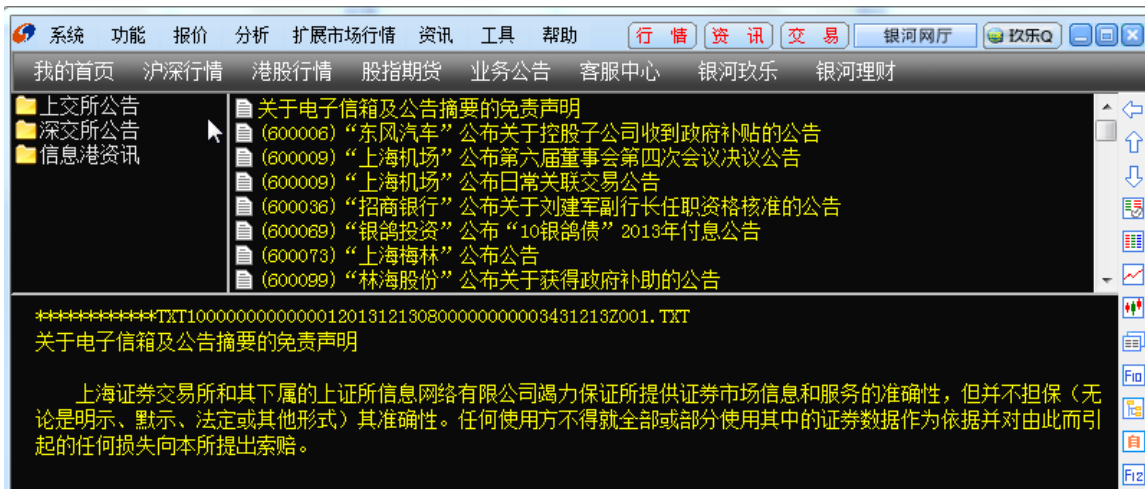 系统 功能 报价 分析 扩展市场行情 资讯 工具 帮助 行 情 资 讯 交 易 银河网厅 玖乐Q
我的首页 沪深行情 港股行情 股指期货 业务公告 客服中心 银河玖乐 银河理财
上交所公告
深交所公告
信息港资讯
关于电子信箱及公告摘要的免责声明
(600006)“东风汽车”公布关于控股子公司收到政府补贴的公告
(600009)“上海机场”公布第六届董事会第四次会议决议公告
(600009)“上海机场”公布日常关联交易公告
(600036)“招商银行”公布关于刘建军副行长任职资格核准的公告
(600069)“银鸽投资”公布“10银鸽债”2013年付息公告
(600073)“上海梅林”公布公告
(600099)“林海股份”公布关于获得政府补助的公告
关于电子信箱及公告摘要的免责声明
上海证券交易所和其下属的上证所信息网络有限公司竭力保证所提供证券市场信息和服务的准确性，但并不担保（无
论是明示、默示、法定或其他形式）其准确性。任何使用方不得就全部或部分使用其中的证券数据作为依据并对由此而引
起的任何损失向本所提出索赔。
F10
自
F12